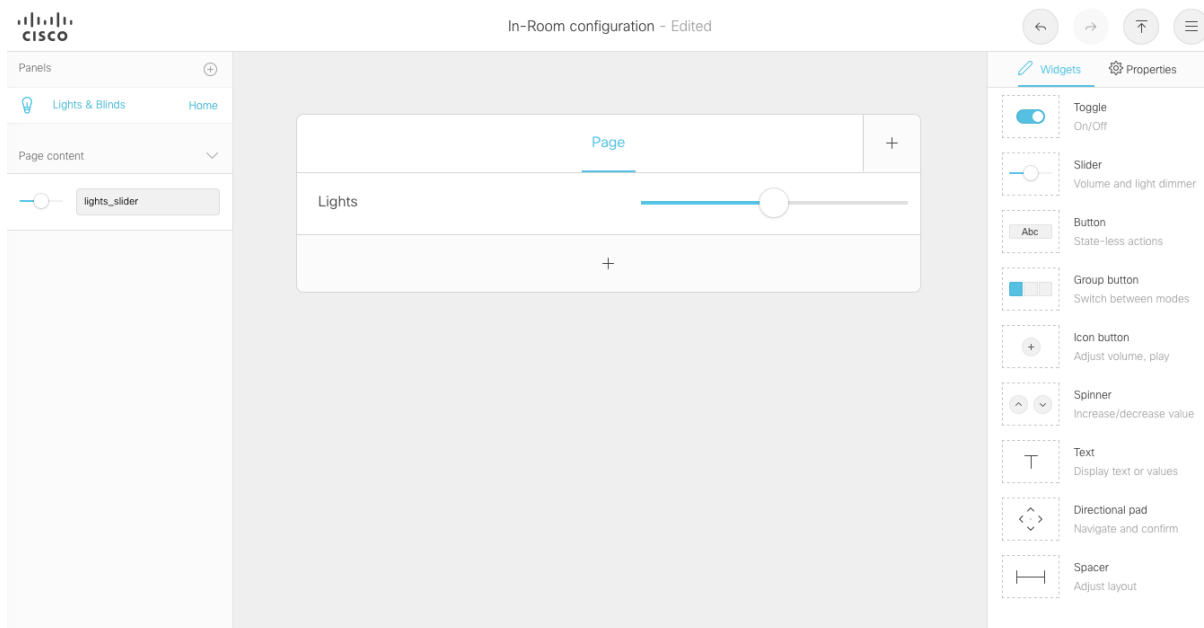 CISCO
In-Room configuration - Edited
Panels
Lights & Blinds
Home
Page content
lights_slider
Page
Lights
Widgets
Properties
Toggle
On/Off
Slider
Volume and light dimmer
Abc
Button
State-less actions
Group button
Switch between modes
Icon button
Adjust volume, play
Spinner
Increase/decrease value
T
Text
Display text or values
Directional pad
Navigate and confirm
Spacer
Adjust layout